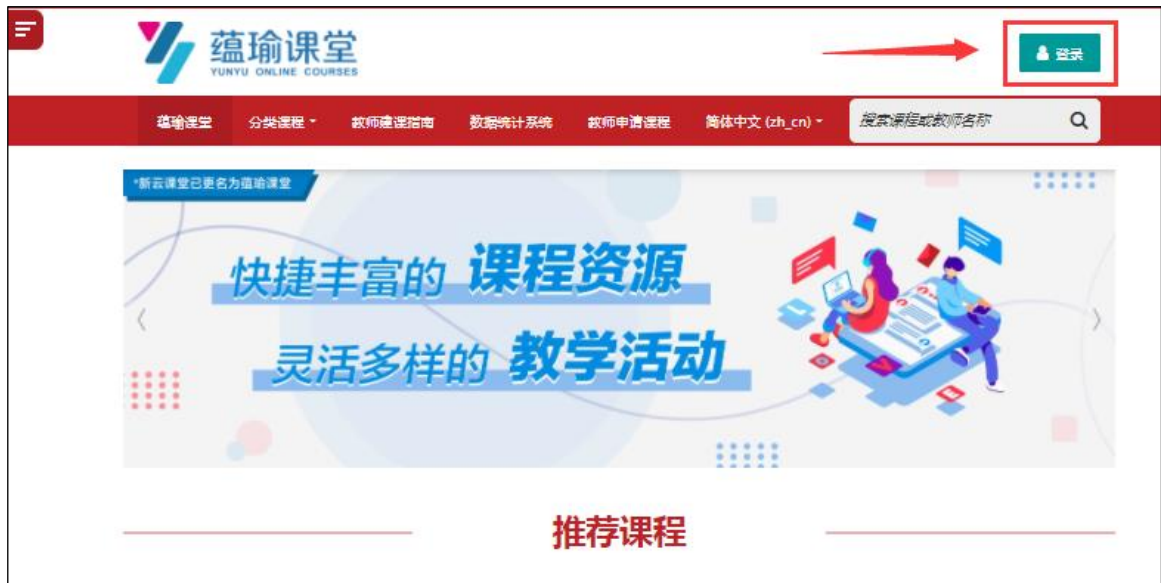 蕴瑜课堂
YUNYU ONLINE COURSES
登录
蕴瑜课堂 分类课程 教师建课指南 数据统计系统 教师申请课程 简体中文 (zh_cn) 搜索课程或教师名称
*新云课堂已更名为蕴瑜课堂
快捷丰富的 课程资源
灵活多样的 教学活动
推荐课程